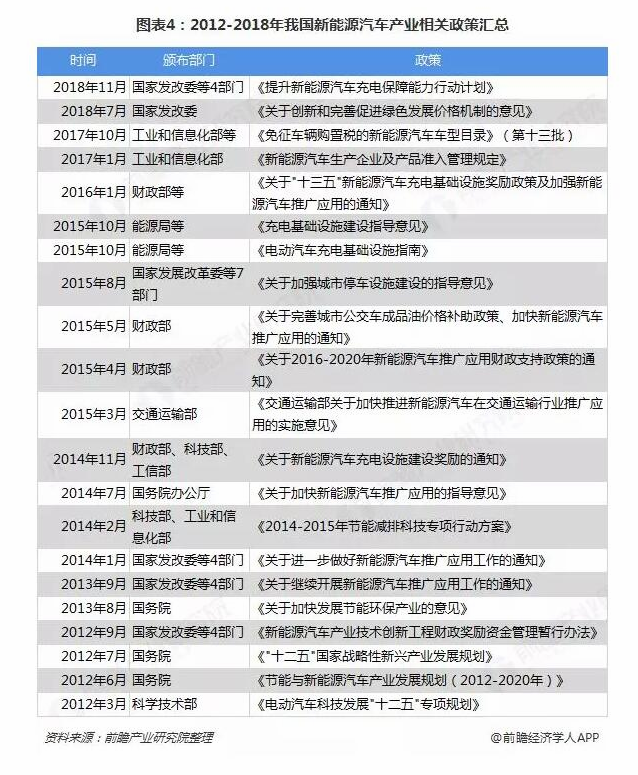 图表4：2012-2018年我国新能源汽车产业相关政策汇总
时间 颁布部门 政策
2018年11月 国家发改委等4部门 《提升新能源汽车充电保障能力行动计划》
2018年7月 国家发改委 《关于创新和完善促进绿色发展价格机制的意见》
2017年10月 工业和信息化部等 《免征车辆购置税的新能源汽车车型目录》（第十三批）
2017年1月 工业和信息化部 《新能源汽车生产企业及产品准入管理规定》
2016年1月 财政部等 《关于"十三五"新能源汽车充电基础设施奖励政策及加强新能
源汽车推广应用的通知》
2015年10月 能源局等 《充电基础设施建设指导意见》
2015年10月 能源局等 《电动汽车充电基础设施指南》
2015年8月 国家发展改革委等7
部门 《关于加强城市停车设施建设的指导意见》
2015年5月 财政部 《关于完善城市公交车成品油价格补助政策、加快新能源汽车
推广应用的通知》
2015年4月 财政部 《关于2016-2020年新能源汽车推广应用财政支持政策的通
知》
2015年3月 交通运输部 《交通运输部关于加快推进新能源汽车在交通运输行业推广应
用的实施意见》
2014年11月 财政部、科技部、
工信部 《关于新能源汽车充电设施建设奖励的通知》
2014年7月 国务院办公厅 《关于加快新能源汽车推广应用的指导意见》
2014年2月 科技部、工业和信
息化部 《2014-2015年节能减排科技专项行动方案》
2014年1月 国家发改委等4部门 《关于进一步做好新能源汽车推广应用工作的通知》
2013年9月 国家发改委等4部门 《关于继续开展新能源汽车推广应用工作的通知》
2013年8月 国务院 《关于加快发展节能环保产业的意见》
2012年9月 国家发改委等4部门 《新能源汽车产业技术创新工程财政奖励资金管理暂行办法》
2012年7月 国务院 《"十二五"国家战略性新兴产业发展规划》
2012年6月 国务院 《节能与新能源汽车产业发展规划（2012-2020年）》
2012年3月 科学技术部 《电动汽车科技发展"十二五"专项规划》
资料来源：前瞻产业研究院整理 @前瞻经济学人APP